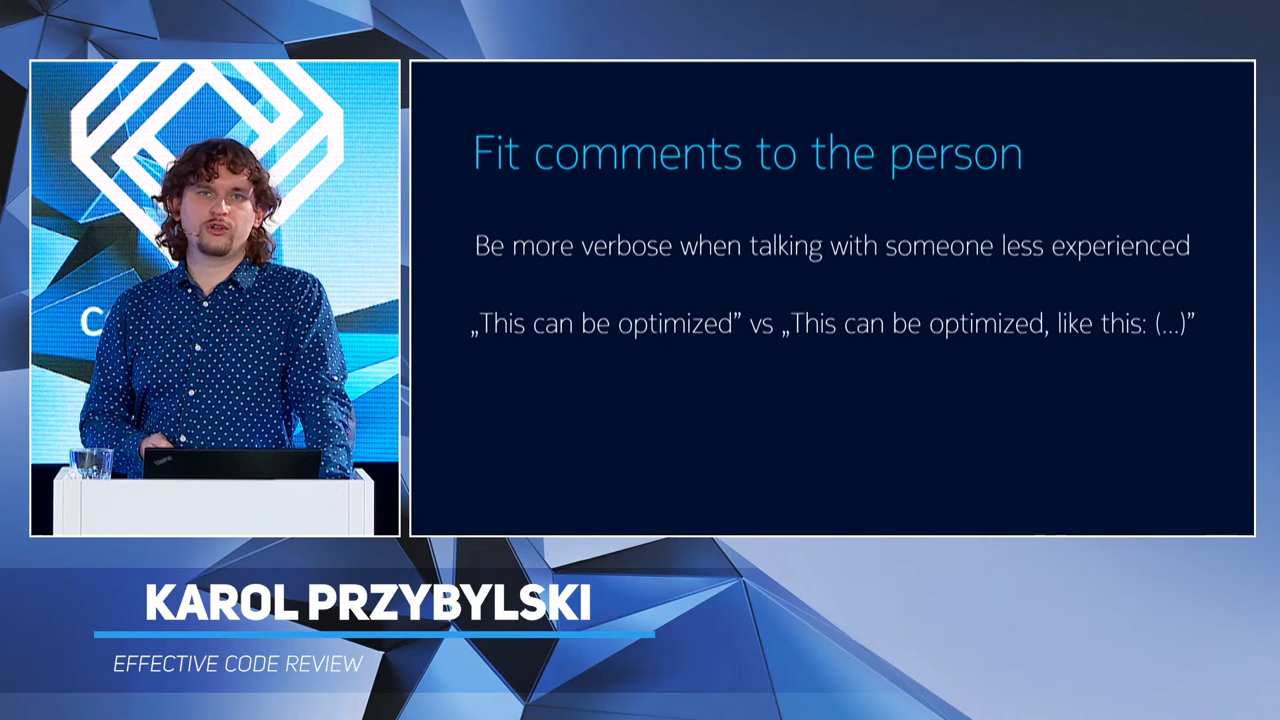 Fit comments to the person
Be more verbose when talking with someone less experienced
„This can be optimized” vs „This can be optimized, like this: (...)”
C
KAROL PRZYBYLSKI
EFFECTIVE CODE REVIEW